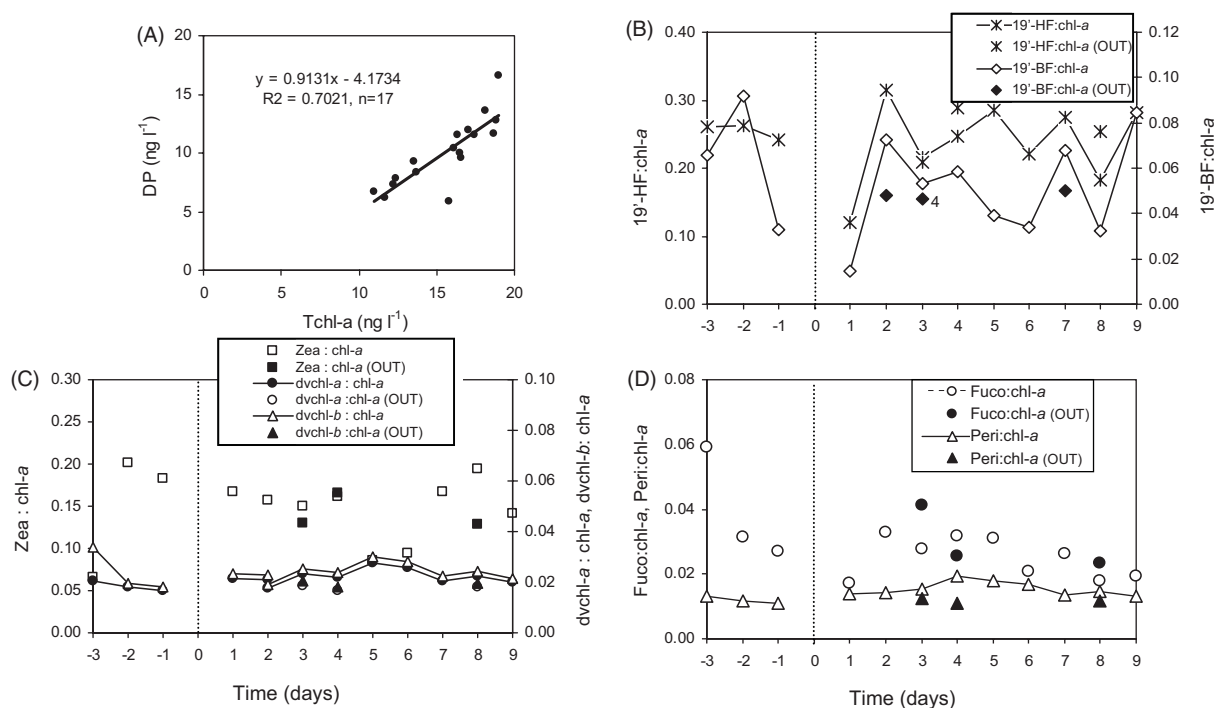 (A)
20
15
10
5
0
DP (ng l⁻¹)
y = 0.9131x - 4.1734
R2 = 0.7021, n=17
0 5 10 15 20
Tchl-a (ng l⁻¹)
(B)
19'-HF:chl-a
19'-HF:chl-a (OUT)
19'-BF:chl-a
19'-BF:chl-a (OUT)
0.40
0.30
0.20
0.10
0.00
19'-HF:chl-a
0.12
0.10
0.08
0.06
0.04
0.02
0.00
19'-BF:chl-a
4
-3 -2 -1 0 1 2 3 4 5 6 7 8 9
(C)
Zea : chl-a
Zea : chl-a (OUT)
dvchl-a : chl-a
dvchl-a :chl-a (OUT)
dvchl-b : chl-a
dvchl-b :chl-a (OUT)
0.30
0.25
0.20
0.15
0.10
0.05
0.00
Zea : chl-a
0.10
0.08
0.06
0.04
0.02
0.00
dvchl-a : chl-a, dvchl-b: chl-a
-3 -2 -1 0 1 2 3 4 5 6 7 8 9
Time (days)
(D)
Fuco:chl-a
Fuco:chl-a (OUT)
Peri:chl-a
Peri:chl-a (OUT)
0.08
0.06
0.04
0.02
0.00
Fuco:chl-a, Peri:chl-a
-3 -2 -1 0 1 2 3 4 5 6 7 8 9
Time (days)